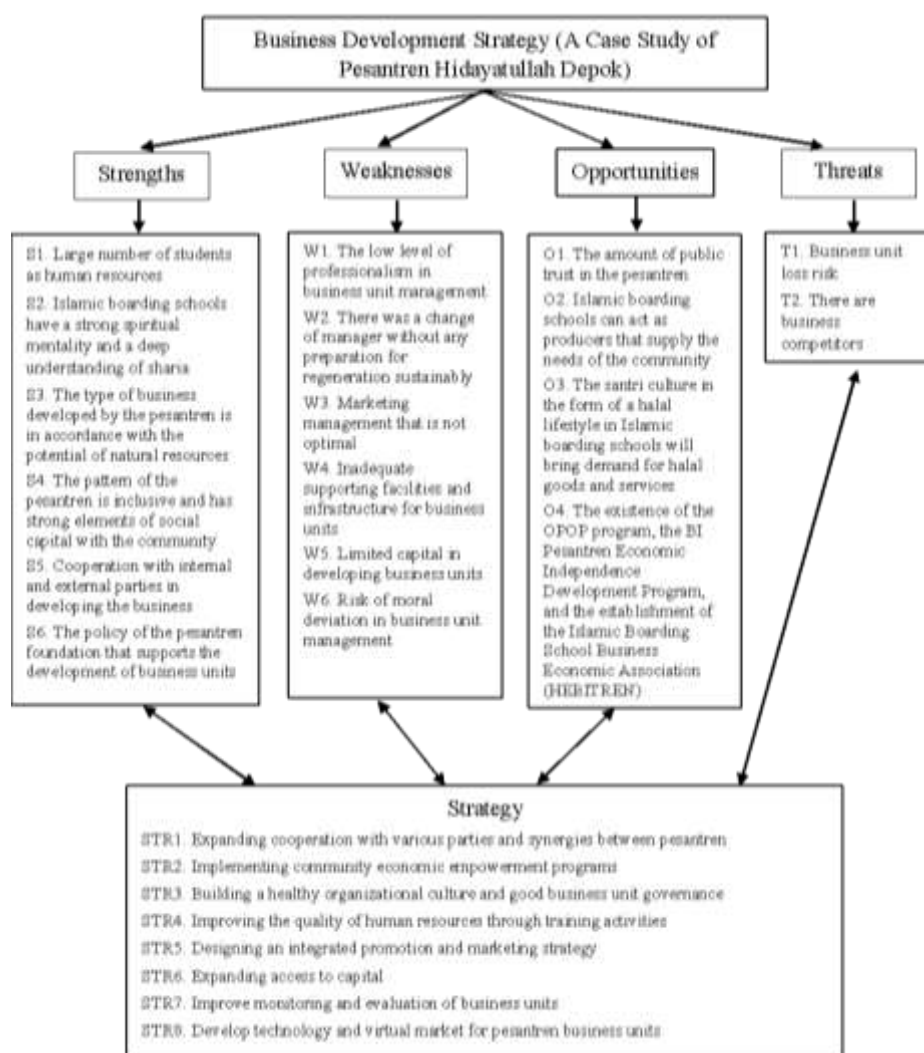 Business Development Strategy (A Case Study of
Pesantren Hidayatullah Depok)
Strengths
Weaknesses
Opportunities
Threats
S1. Large number of students
as human resources
S2. Islamic boarding schools
have a strong spiritual
mentality and a deep
understanding of sharia
S3. The type of business
developed by the pesantren is
in accordance with the
potential of natural resources
S4. The pattern of the
pesantren is inclusive and has
strong elements of social
capital with the community
S5. Cooperation with internal
and external parties in
developing the business
S6. The policy of the pesantren
foundation that supports the
development of business units
W1. The low level of
professionalism in
business unit management
W2. There was a change
of manager without any
preparation for
regeneration sustainably
W3. Marketing
management that is not
optimal
W4. Inadequate
supporting facilities and
infrastructure for business
units
W5. Limited capital in
developing business units
W6. Risk of moral
deviation in business unit
management
O1. The amount of public
trust in the pesantren
O2. Islamic boarding
schools can act as
producers that supply the
needs of the community
O3. The santri culture in
the form of a halal
lifestyle in Islamic
boarding schools will
bring demand for halal
goods and services
O4. The existence of the
OPOP program, the BI
Pesantren Economic
Independence
Development Program,
and the establishment of
the Islamic Boarding
School Business
Economic Association
(HEBITREN)
T1. Business unit
loss risk
T2. There are
business
competitors
Strategy
STR1. Expanding cooperation with various parties and synergies between pesantren
STR2. Implementing community economic empowerment programs
STR3. Building a healthy organizational culture and good business unit governance
STR4. Improving the quality of human resources through training activities
STR5. Designing an integrated promotion and marketing strategy
STR6. Expanding access to capital
STR7. Improve monitoring and evaluation of business units
STR8. Develop technology and virtual market for pesantren business units